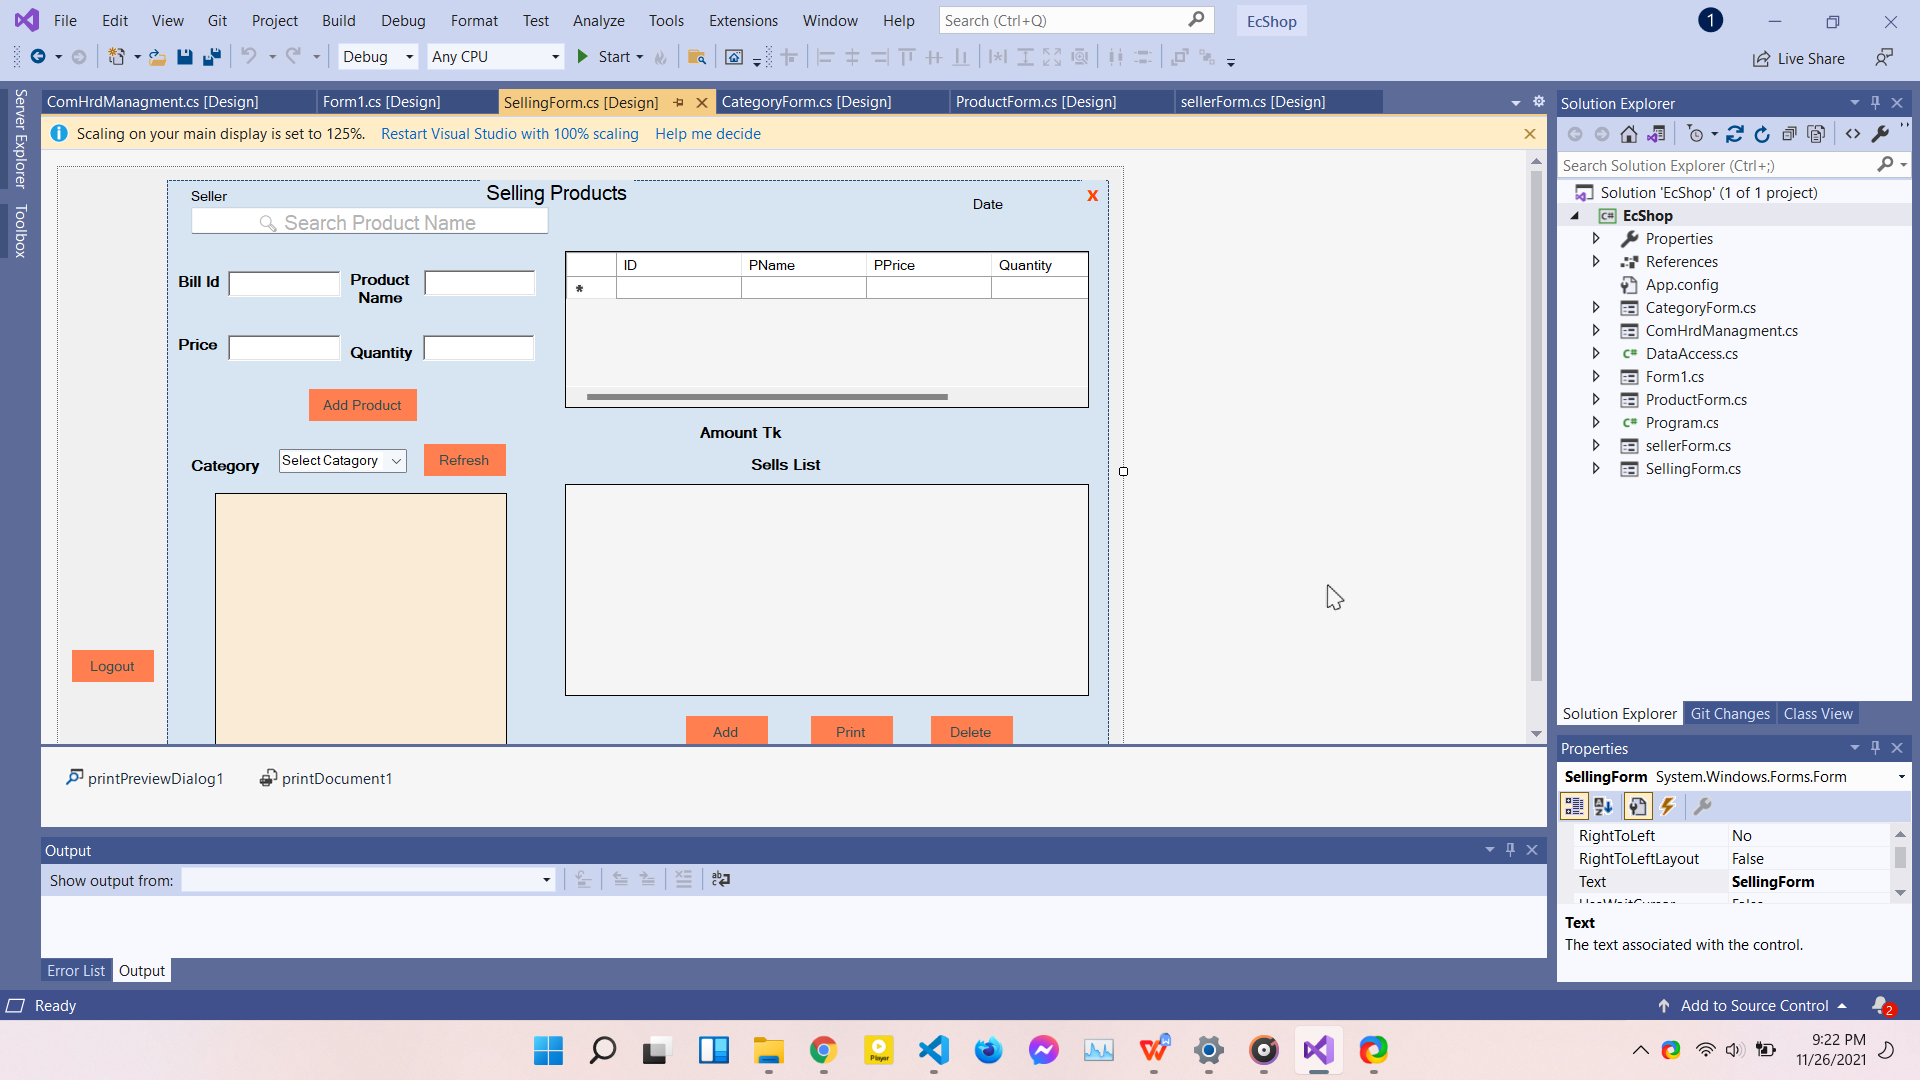 File Edit View Git Project Build Debug Format Test Analyze Tools Extensions Window Help Search (Ctrl+Q) EcShop 1
Debug Any CPU Start Live Share
Server Explorer
Toolbox
ComHrdManagment.cs [Design] Form1.cs [Design] SellingForm.cs [Design] CategoryForm.cs [Design] ProductForm.cs [Design] sellerForm.cs [Design]
Scaling on your main display is set to 125%. Restart Visual Studio with 100% scaling Help me decide
Seller Selling Products Date X
Search Product Name
ID PName PPrice Quantity
*
Bill Id Product Name
Price Quantity
Add Product
Amount Tk
Category Select Catagory Refresh
Sells List
Logout
Add Print Delete
printPreviewDialog1 printDocument1
Output
Show output from:
Error List Output
Ready Add to Source Control 2
Solution Explorer
Search Solution Explorer (Ctrl+;)
Solution 'EcShop' (1 of 1 project)
EcShop
Properties
References
App.config
CategoryForm.cs
ComHrdManagment.cs
DataAccess.cs
Form1.cs
ProductForm.cs
Program.cs
sellerForm.cs
SellingForm.cs
Solution Explorer Git Changes Class View
Properties
SellingForm System.Windows.Forms.Form
RightToLeft No
RightToLeftLayout False
Text SellingForm
UseWaitCursor False
Text
The text associated with the control.
Player
9:22 PM
11/26/2021